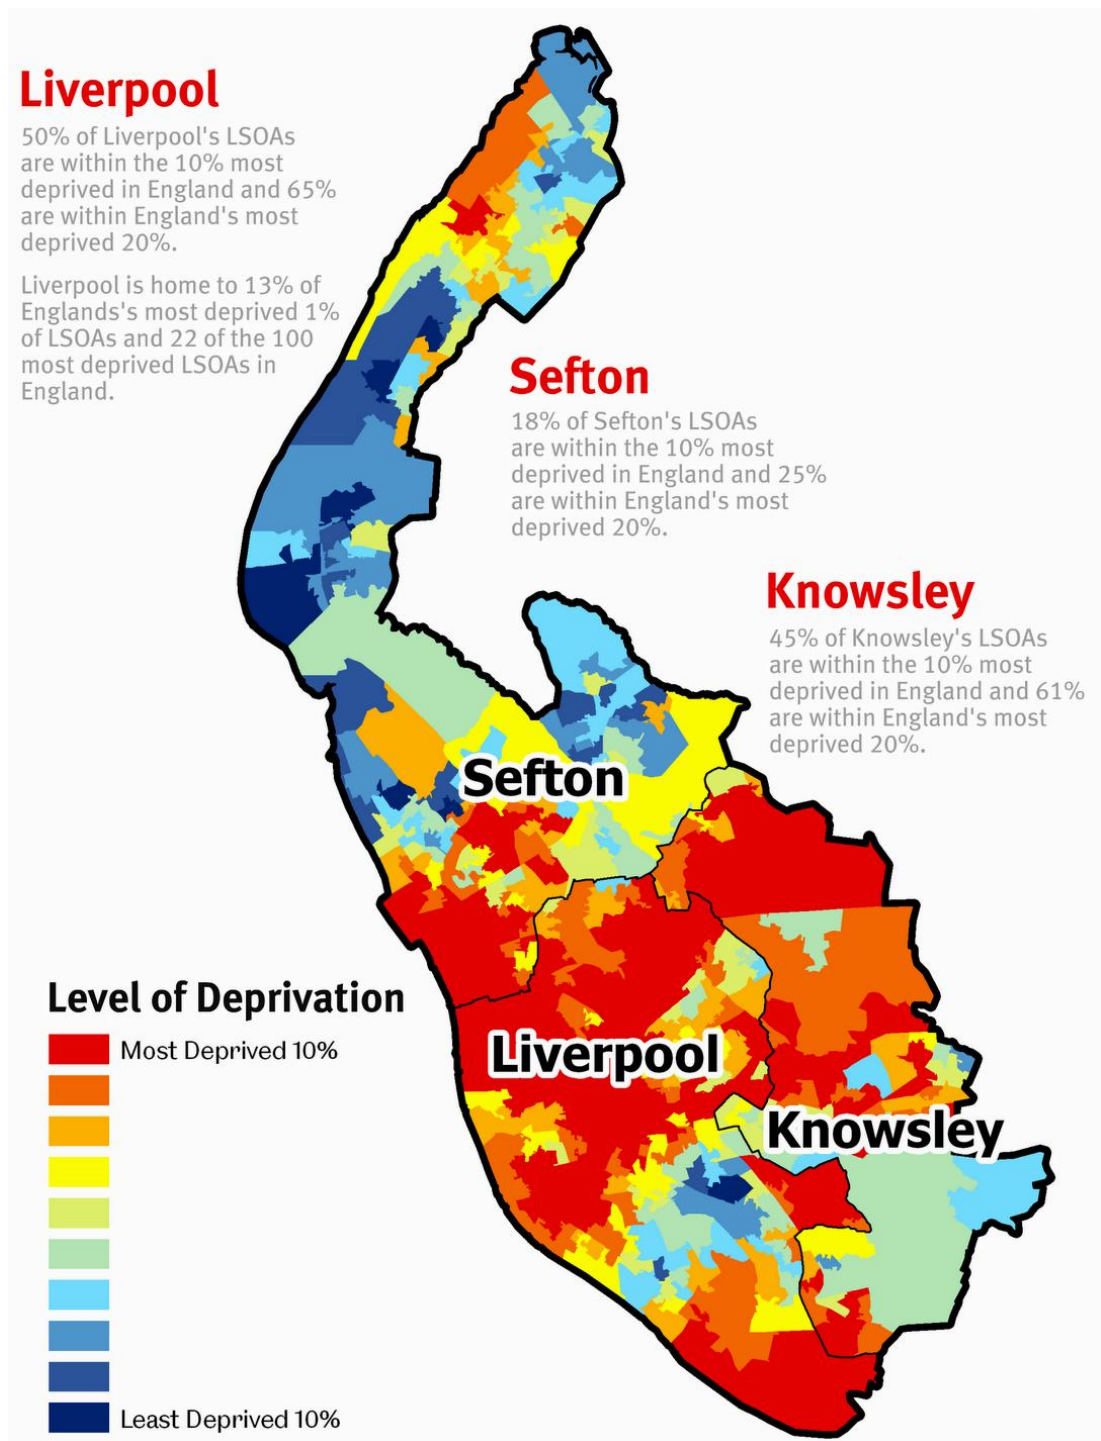 Liverpool
50% of Liverpool's LSOAs
are within the 10% most
deprived in England and 65%
are within England's most
deprived 20%.
Liverpool is home to 13% of
Englands's most deprived 1%
of LSOAs and 22 of the 100
most deprived LSOAs in
England.
Sefton
18% of Sefton's LSOAs
are within the 10% most
deprived in England and 25%
are within England's most
deprived 20%.
Knowsley
45% of Knowsley's LSOAs
are within the 10% most
deprived in England and 61%
are within England's most
deprived 20%.
Sefton
Liverpool
Knowsley
Level of Deprivation
Most Deprived 10%
Least Deprived 10%